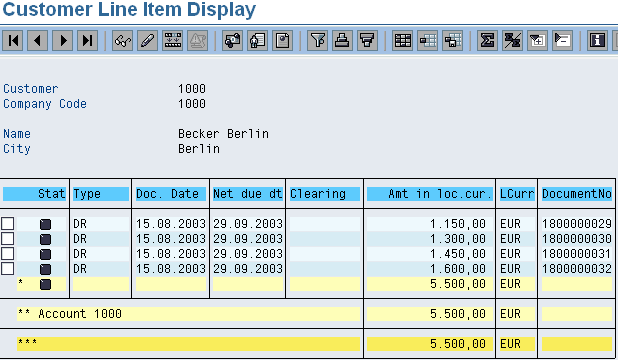 Customer Line Item Display
Customer 1000
Company Code 1000
Name Becker Berlin
City Berlin
Stat Type Doc. Date Net due dt Clearing Amt in loc.cur. LCurr DocumentNo
DR 15.08.2003 29.09.2003 1.150,00 EUR 1800000029
DR 15.08.2003 29.09.2003 1.300,00 EUR 1800000030
DR 15.08.2003 29.09.2003 1.450,00 EUR 1800000031
DR 15.08.2003 29.09.2003 1.600,00 EUR 1800000032
* 5.500,00 EUR
** Account 1000 5.500,00 EUR
*** 5.500,00 EUR